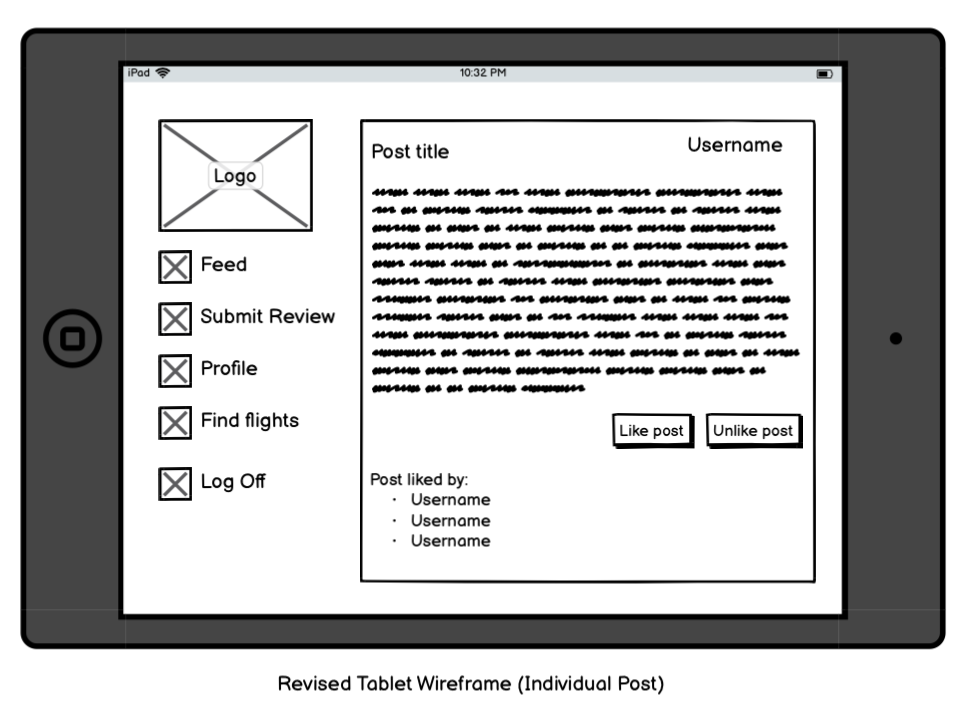 iPad
10:32 PM
Logo
Feed
Submit Review
Profile
Find flights
Log Off
Post title
Username
Like post
Unlike post
Post liked by:
· Username
· Username
· Username
Revised Tablet Wireframe (Individual Post)